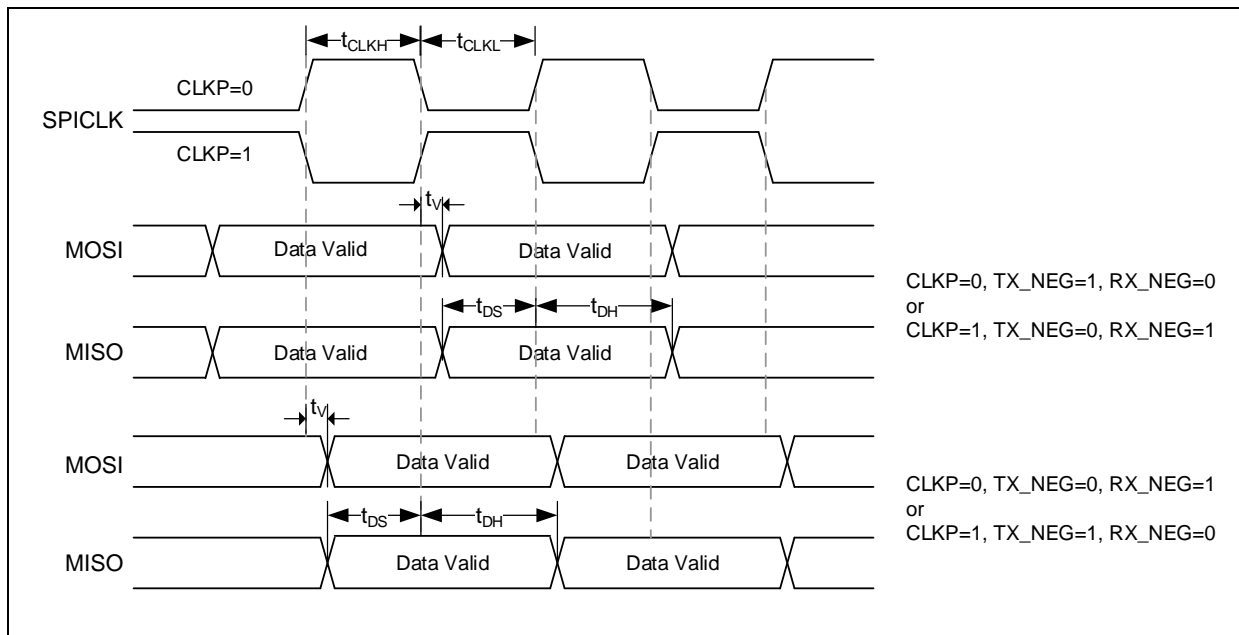 tCLKH
tCLKL
CLKP=0
SPICLK
CLKP=1
tV
MOSI
Data Valid
Data Valid
tDS
tDH
CLKP=0, TX_NEG=1, RX_NEG=0
or
CLKP=1, TX_NEG=0, RX_NEG=1
MISO
Data Valid
Data Valid
tV
MOSI
Data Valid
Data Valid
tDS
tDH
CLKP=0, TX_NEG=0, RX_NEG=1
or
CLKP=1, TX_NEG=1, RX_NEG=0
MISO
Data Valid
Data Valid